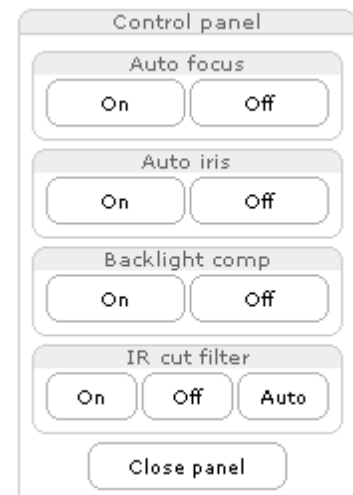 Control panel
Auto focus
On Off
Auto iris
On Off
Backlight comp
On Off
IR cut filter
On Off Auto
Close panel